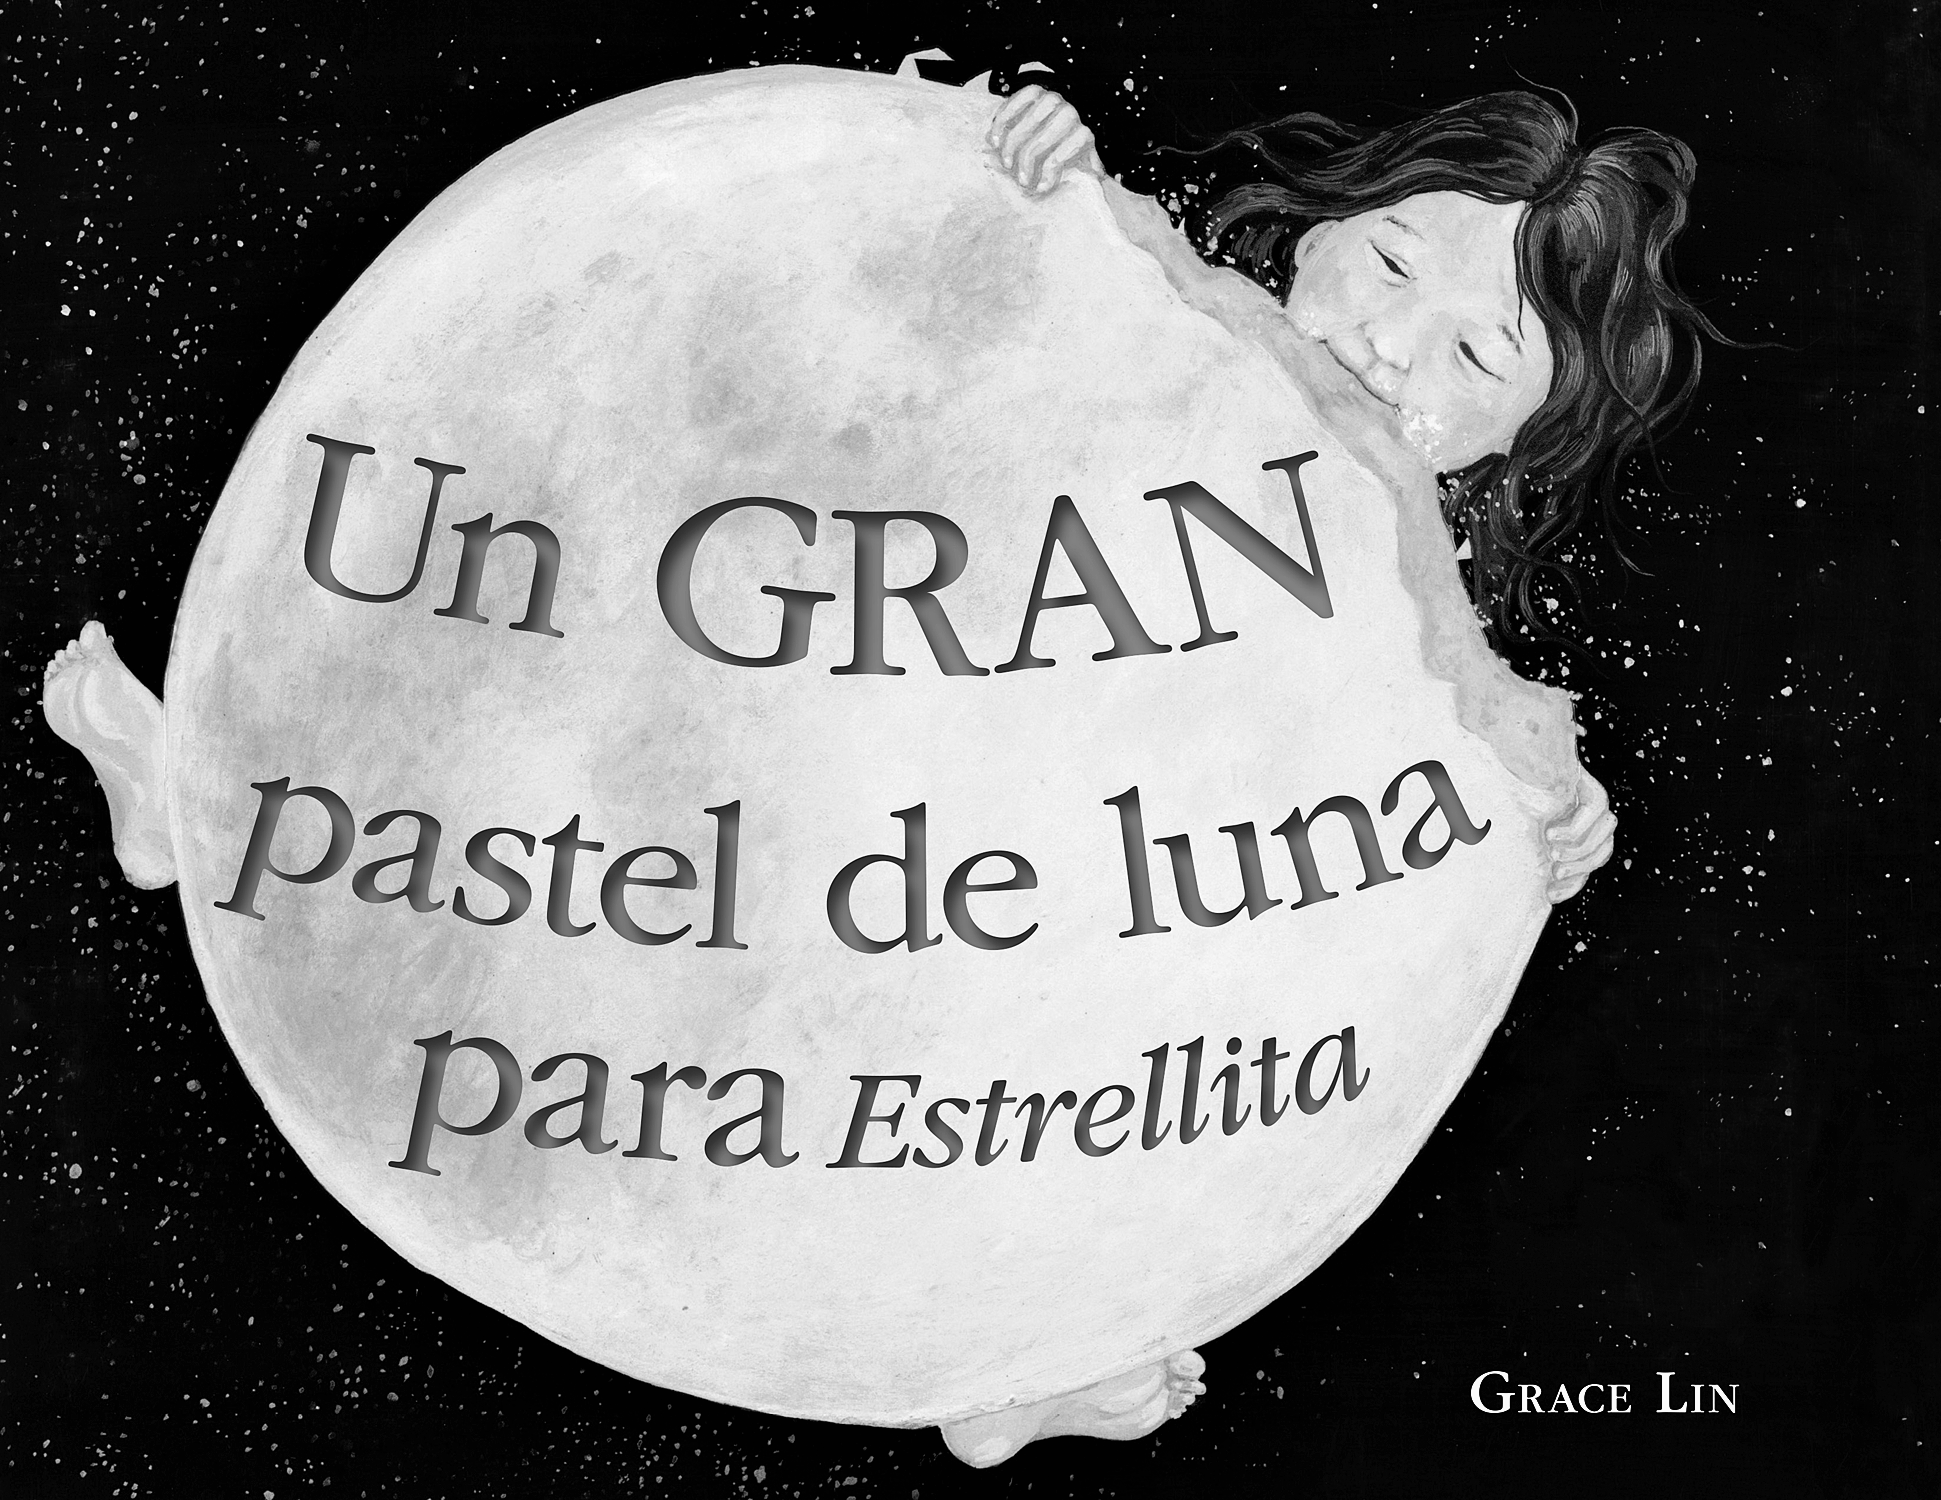 Un GRAN
pastel de luna
para Estrellita
GRACE LIN